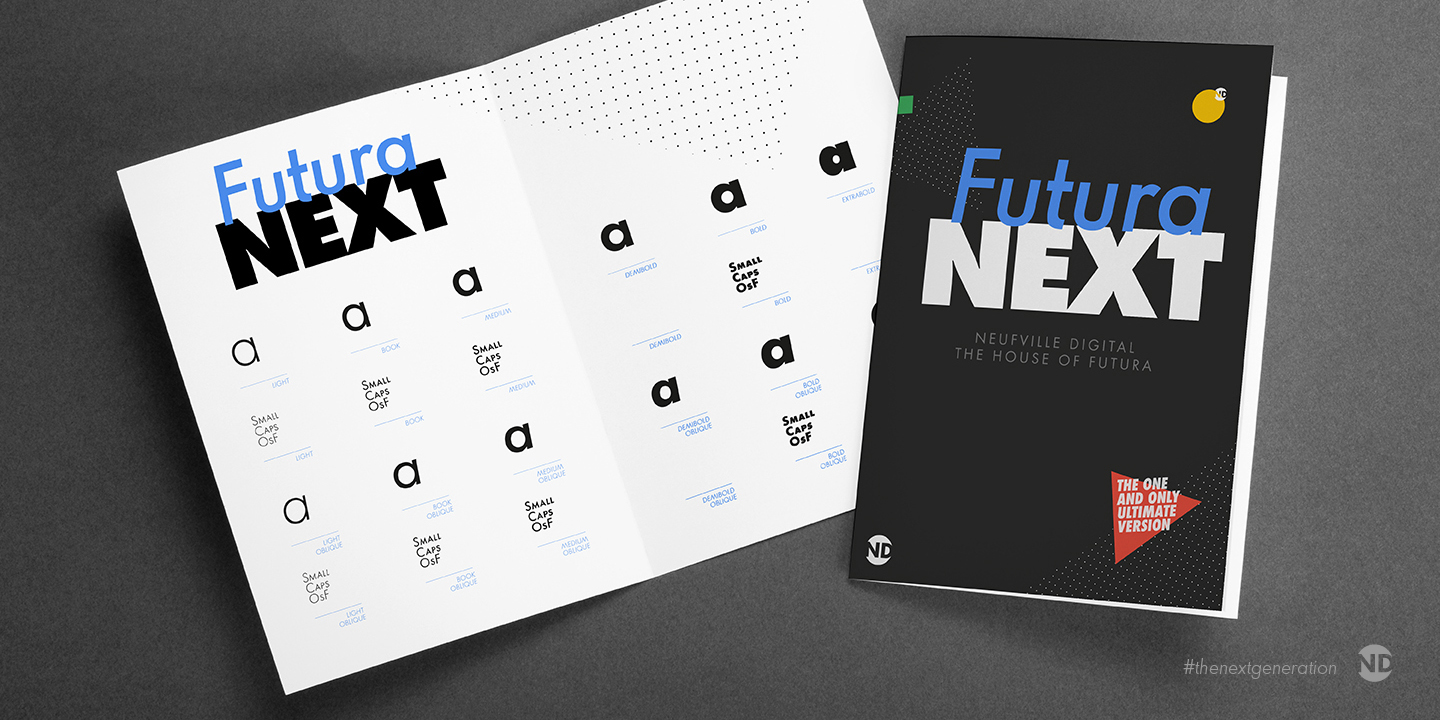 Futura
NEXT
a
LIGHT
Small
Caps
OsF
LIGHT
a
LIGHT
OBLIQUE
Small
Caps
OsF
LIGHT
OBLIQUE
a
BOOK
Small
Caps
OsF
BOOK
a
BOOK
OBLIQUE
Small
Caps
OsF
BOOK
OBLIQUE
a
MEDIUM
Small
Caps
OsF
MEDIUM
a
MEDIUM
OBLIQUE
Small
Caps
OsF
MEDIUM
OBLIQUE
a
DEMIBOLD
DEMIBOLD
a
DEMIBOLD
OBLIQUE
DEMIBOLD
OBLIQUE
a
BOLD
Small
Caps
OsF
BOLD
a
BOLD
OBLIQUE
Small
Caps
OsF
BOLD
OBLIQUE
a
EXTRABOLD
ND
Futura
NEXT
NEUFVILLE DIGITAL
THE HOUSE OF FUTURA
THE ONE
AND ONLY
ULTIMATE
VERSION
ND
#thenextgeneration
ND